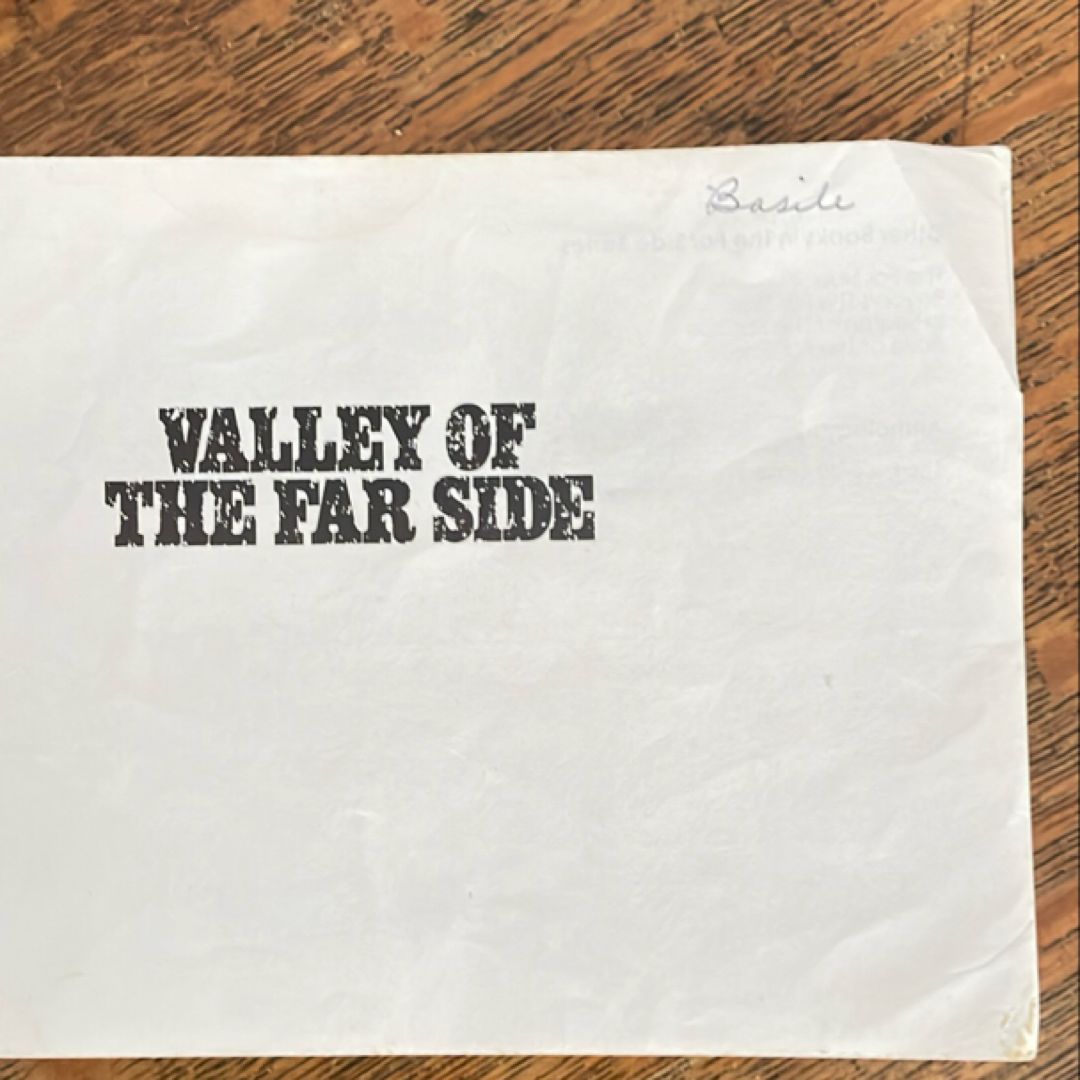 Basile
VALLEY OF
THE FAR SIDE